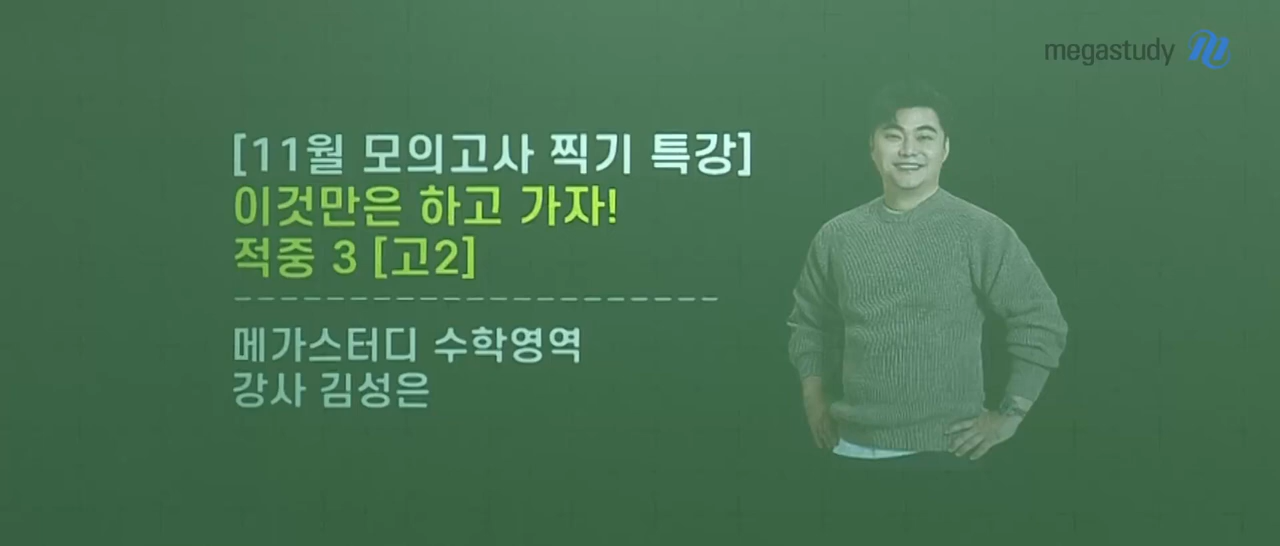 megastudy
[11월 모의고사 찍기 특강]
이것만은 하고 가자!
적중 3 [고2]
메가스터디 수학영역
강사 김성은